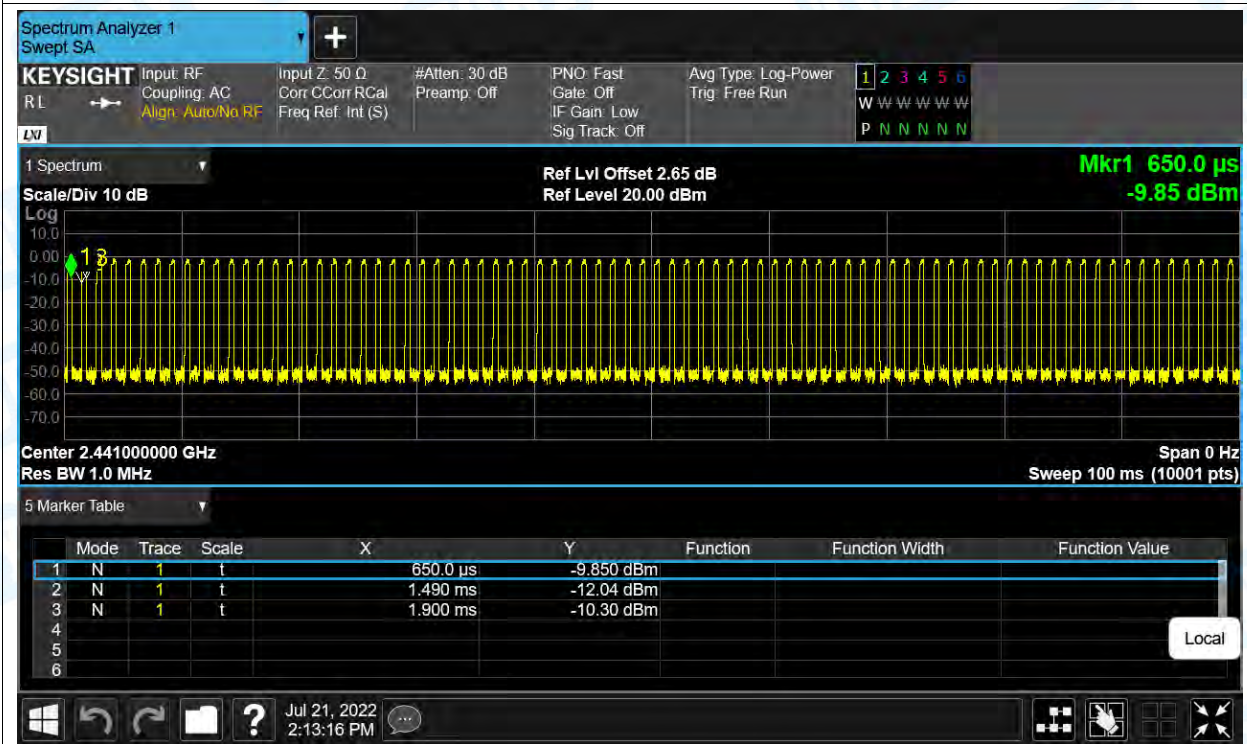 Spectrum Analyzer 1
Swept SA
KEYSIGHT Input: RF Input Z: 50 Ω #Atten: 30 dB PNO: Fast Avg Type: Log-Power 1 2 3 4 5 6
R L Coupling: AC Corr CCorr RCal Preamp: Off Gate: Off Trig: Free Run W W W W W W
Align: Auto/No RF Freq Ref: Int (S) IF Gain: Low
LXI Sig Track: Off P N N N N N
1 Spectrum Ref Lvl Offset 2.65 dB Mkr1 650.0 µs
Scale/Div 10 dB Ref Level 20.00 dBm -9.85 dBm
Log
10.0
0.00 1 3
-10.0
-20.0
-30.0
-40.0
-50.0
-60.0
-70.0
Center 2.441000000 GHz Span 0 Hz
Res BW 1.0 MHz Sweep 100 ms (10001 pts)
5 Marker Table
Mode Trace Scale X Y Function Function Width Function Value
1 N 1 t 650.0 µs -9.850 dBm
2 N 1 t 1.490 ms -12.04 dBm
3 N 1 t 1.900 ms -10.30 dBm
4
5
6
Local
? Jul 21, 2022
2:13:16 PM